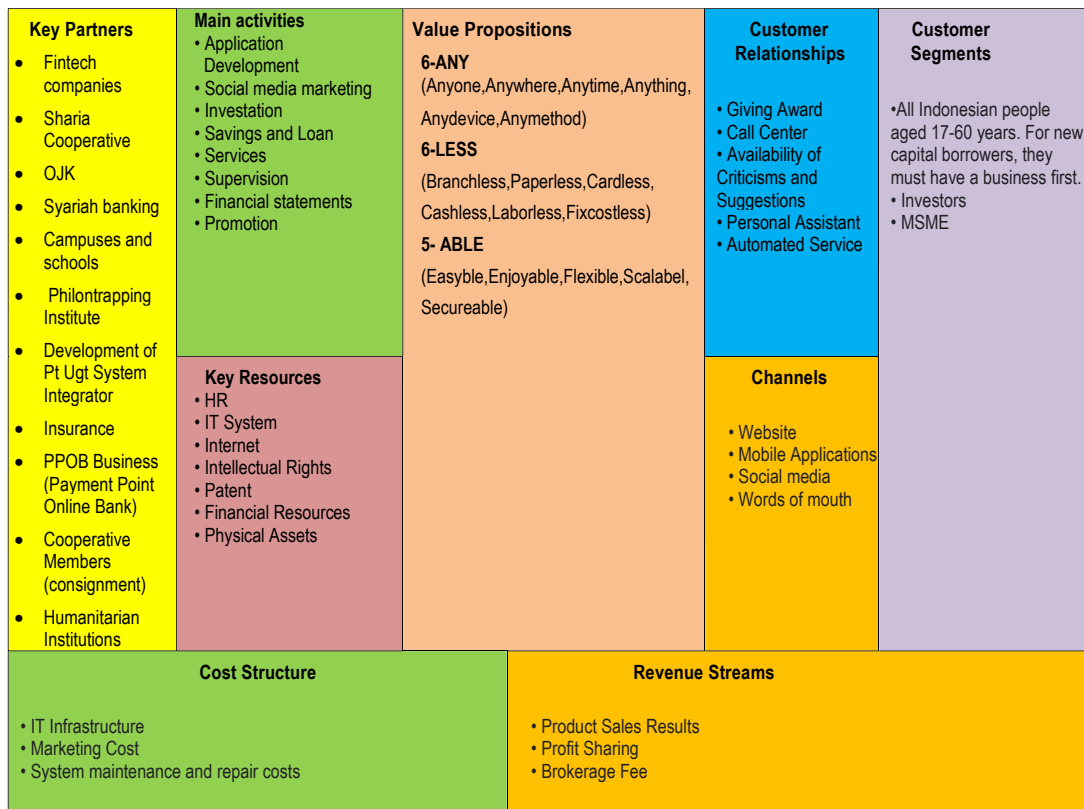 Key Partners
• Fintech
companies
• Sharia
Cooperative
• OJK
• Syariah banking
• Campuses and
schools
• Philontrapping
Institute
• Development of
Pt Ugt System
Integrator
• Insurance
• PPOB Business
(Payment Point
Online Bank)
• Cooperative
Members
(consignment)
• Humanitarian
Institutions
Main activities
• Application
Development
• Social media marketing
• Investation
• Savings and Loan
• Services
• Supervision
• Financial statements
• Promotion
Key Resources
• HR
• IT System
• Internet
• Intellectual Rights
• Patent
• Financial Resources
• Physical Assets
Value Propositions
6-ANY
(Anyone,Anywhere,Anytime,Anything,
Anydevice,Anymethod)
6-LESS
(Branchless,Paperless,Cardless,
Cashless,Laborless,Fixcostless)
5- ABLE
(Easyble,Enjoyable,Flexible,Scalabel,
Secureable)
Customer
Relationships
• Giving Award
• Call Center
• Availability of
Criticisms and
Suggestions
• Personal Assistant
• Automated Service
Channels
• Website
• Mobile Applications
• Social media
• Words of mouth
Customer
Segments
•All Indonesian people
aged 17-60 years. For new
capital borrowers, they
must have a business first.
• Investors
• MSME
Cost Structure
• IT Infrastructure
• Marketing Cost
• System maintenance and repair costs
Revenue Streams
• Product Sales Results
• Profit Sharing
• Brokerage Fee